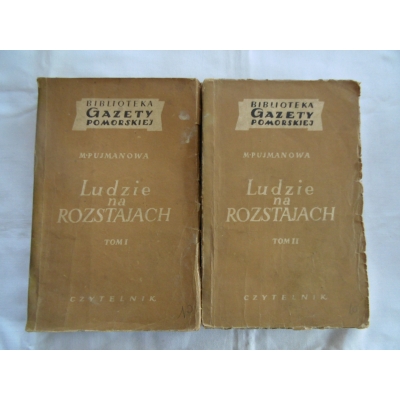 BIBLIOTEKA
GAZETY
POMORSKIEJ
M·PUJMANOWA
Ludzie
na
ROZSTAJACH
TOM I
CZYTELNIK
BIBLIOTEKA
GAZETY
POMORSKIEJ
M·PUJMANOWA
Ludzie
na
ROZSTAJACH
TOM II
CZYTELNIK